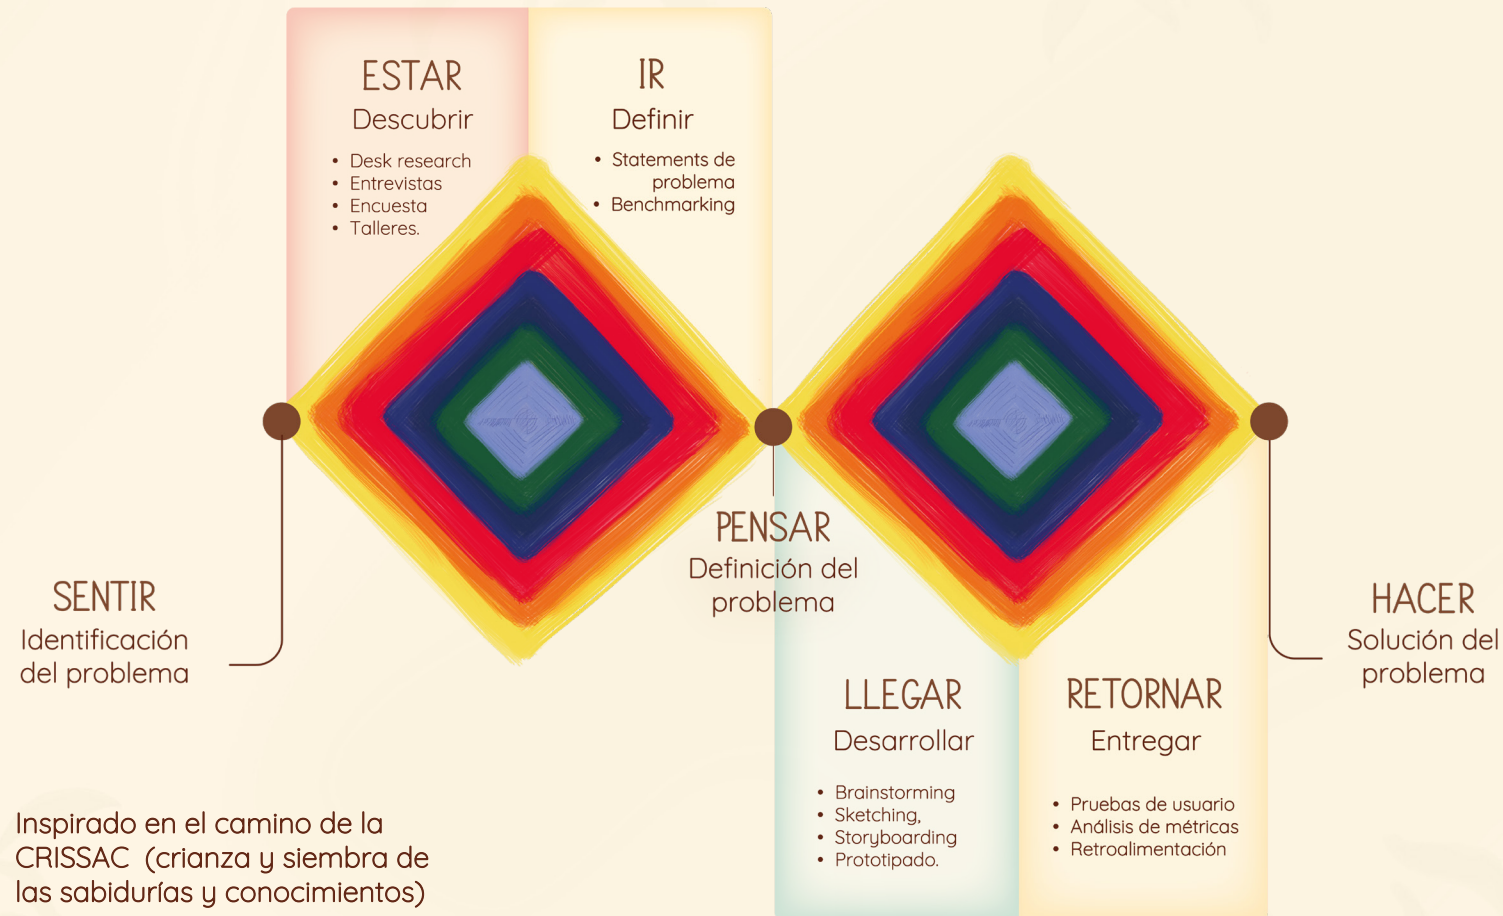 ESTAR
Descubrir
• Desk research
• Entrevistas
• Encuesta
• Talleres.
IR
Definir
• Statements de
problema
• Benchmarking
SENTIR
Identificación
del problema
PENSAR
Definición del
problema
HACER
Solución del
problema
LLEGAR
Desarrollar
• Brainstorming
• Sketching,
• Storyboarding
• Prototipado.
RETORNAR
Entregar
• Pruebas de usuario
• Análisis de métricas
• Retroalimentación
Inspirado en el camino de la
CRISSAC (crianza y siembra de
las sabidurías y conocimientos)